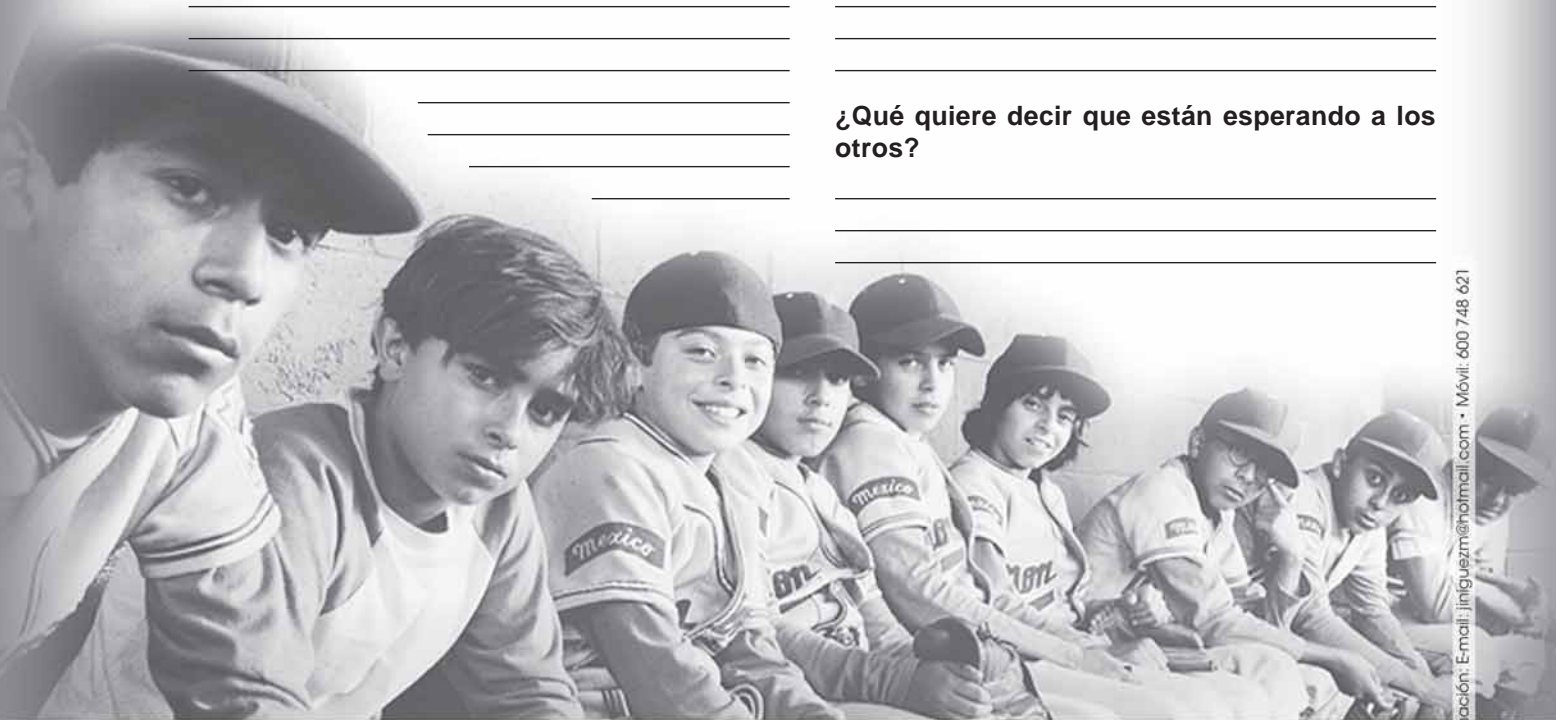 ¿Qué quiere decir que están esperando a los
otros?
mexico
mexico
mon
ación: E-mail: jiniguezm@hotmail.com • Móvil: 600 748 621